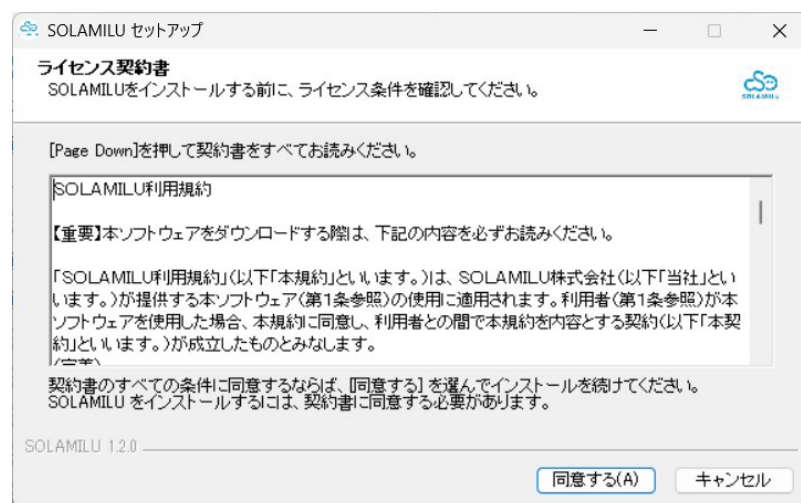 SOLAMILU セットアップ
ライセンス契約書
SOLAMILUをインストールする前に、ライセンス条件を確認してください。
SOLAMILU
[Page Down]を押して契約書をすべてお読みください。
SOLAMILU利用規約
【重要】本ソフトウェアをダウンロードする際は、下記の内容を必ずお読みください。
「SOLAMILU利用規約」(以下「本規約」といいます。)は、SOLAMILU株式会社(以下「当社」とい
います。)が提供する本ソフトウェア(第1条参照)の使用に適用されます。利用者(第1条参照)が本
ソフトウェアを使用した場合、本規約に同意し、利用者との間で本規約を内容とする契約(以下「本契
約」といいます。)が成立したものとみなします。
契約書のすべての条件に同意するならば、[同意する] を選んでインストールを続けてください。
SOLAMILU をインストールするには、契約書に同意する必要があります。
SOLAMILU 1.2.0
同意する(A)
キャンセル